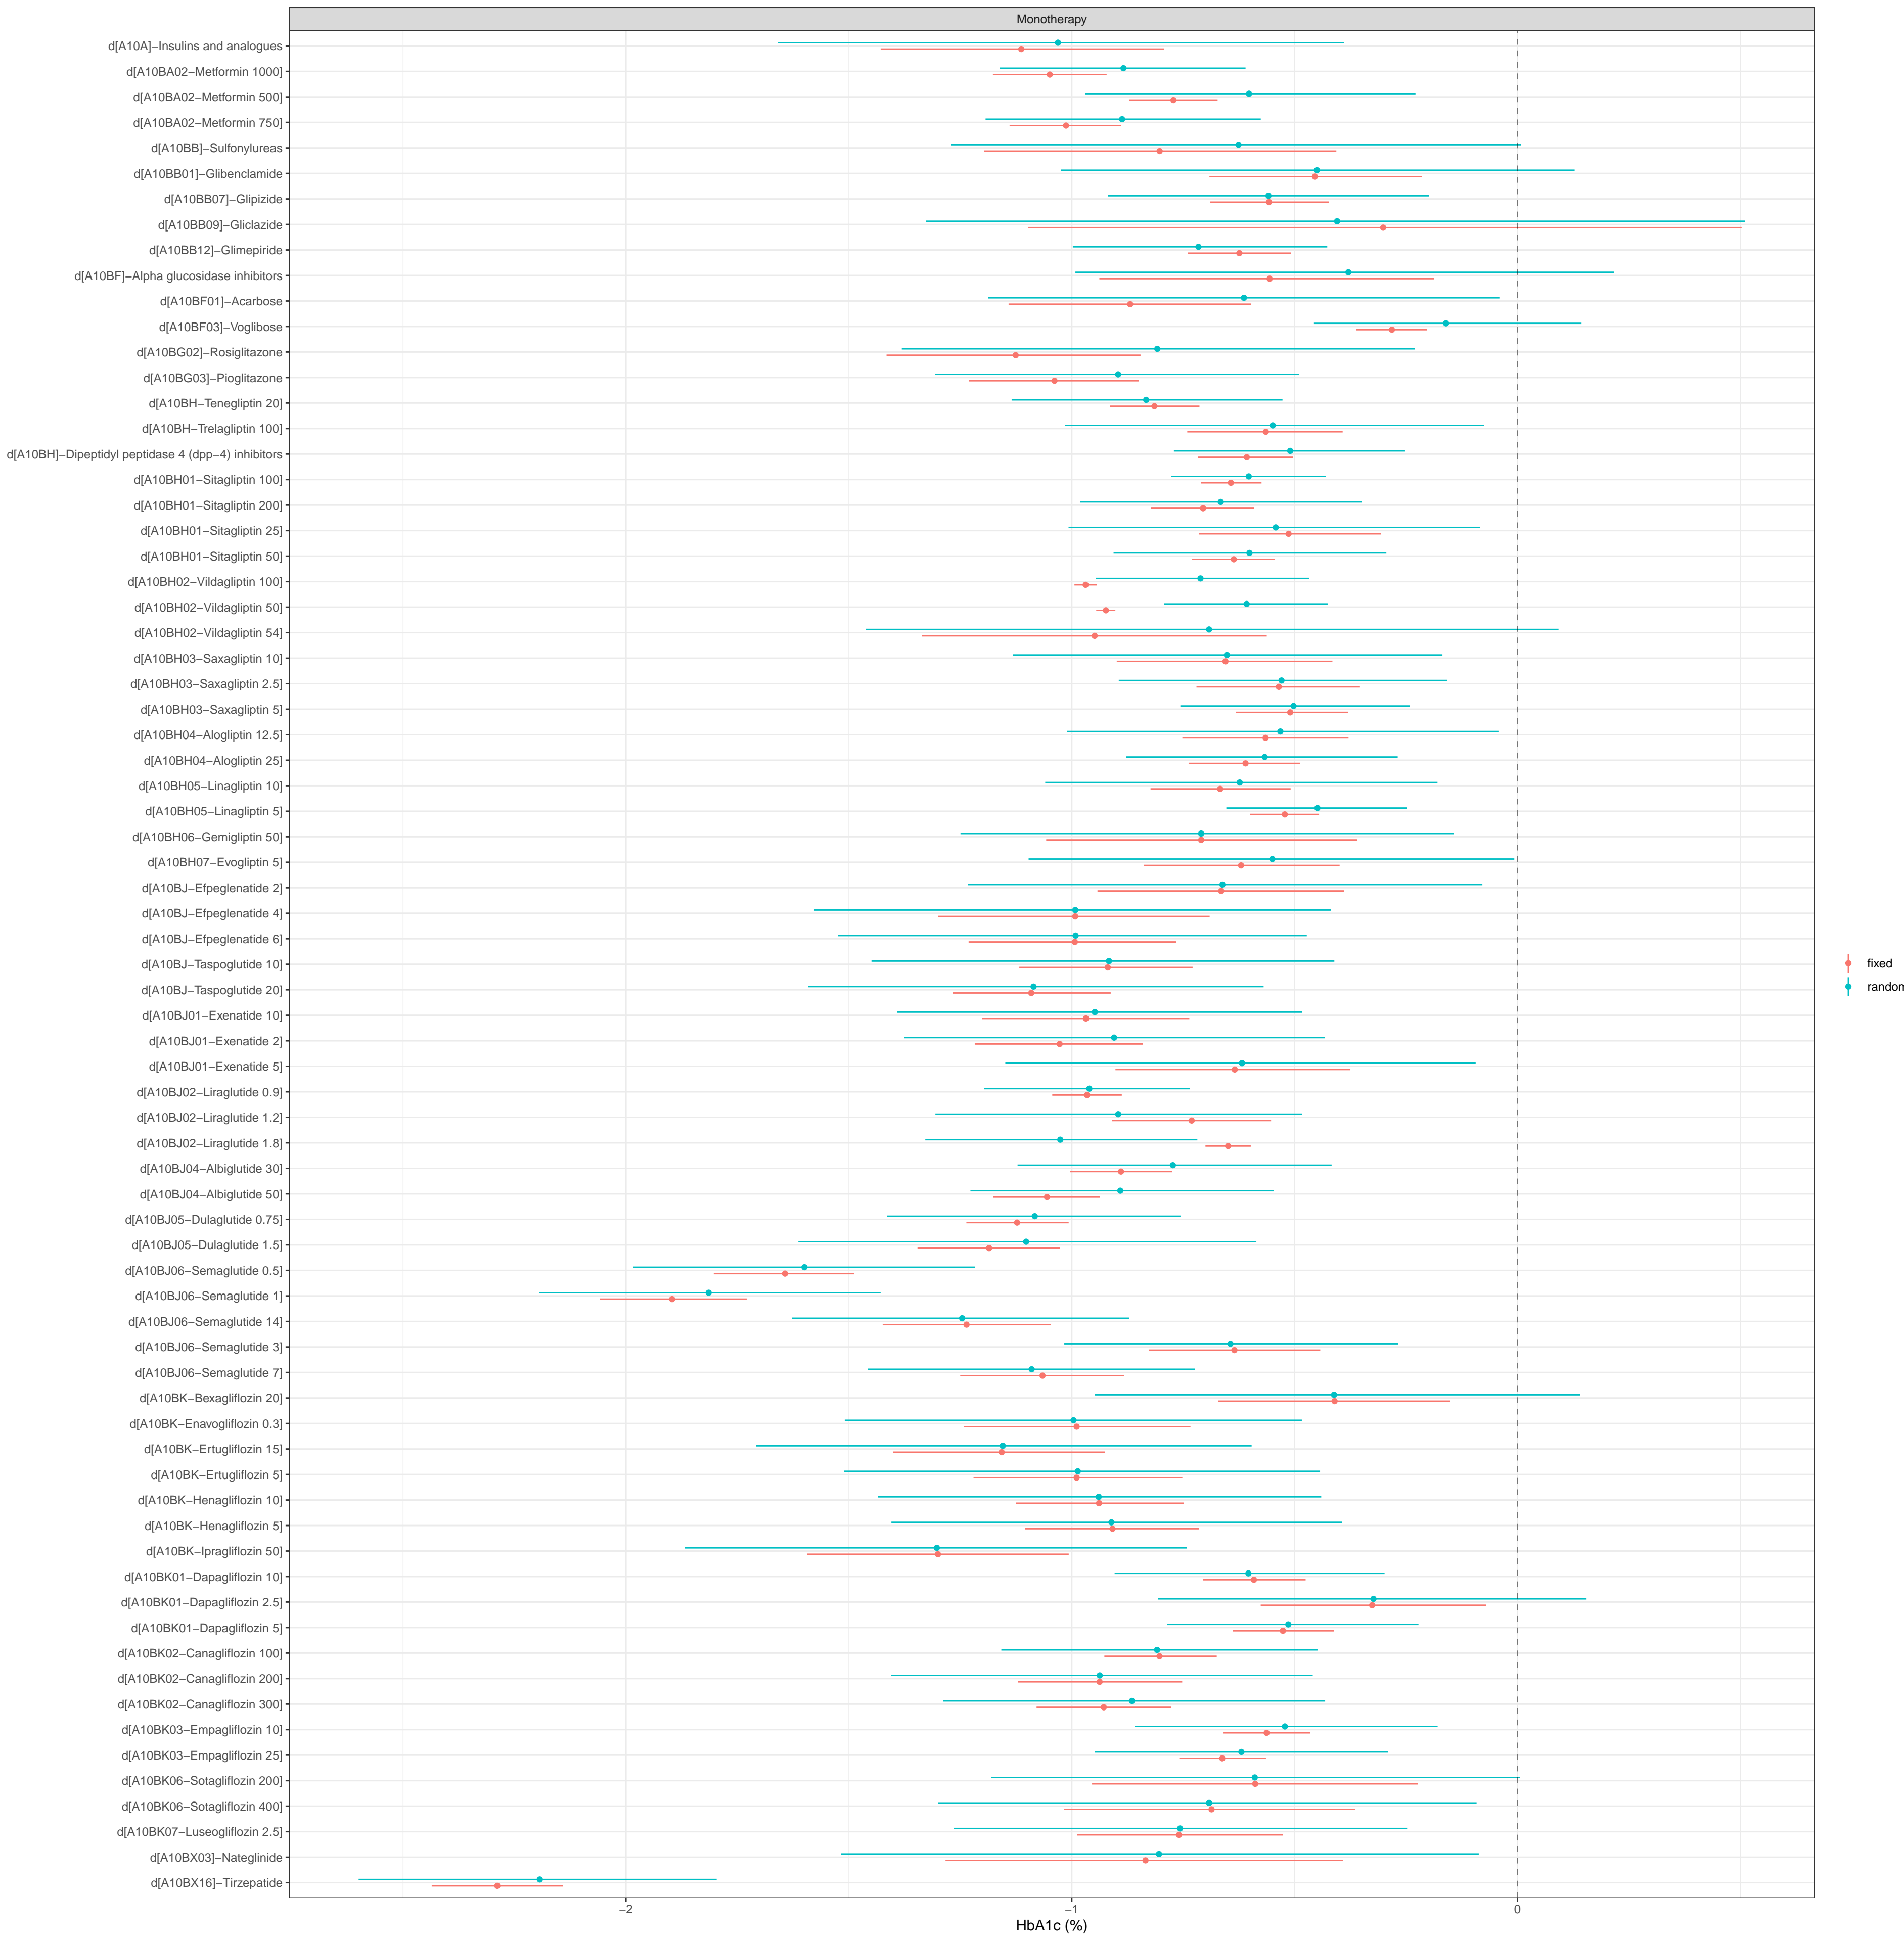 Monotherapy
d[A10A]−Insulins and analogues
d[A10BA02−Metformin 1000]
d[A10BA02−Metformin 500]
d[A10BA02−Metformin 750]
d[A10BB]−Sulfonylureas
d[A10BB01]−Glibenclamide
d[A10BB07]−Glipizide
d[A10BB09]−Gliclazide
d[A10BB12]−Glimepiride
d[A10BF]−Alpha glucosidase inhibitors
d[A10BF01]−Acarbose
d[A10BF03]−Voglibose
d[A10BG02]−Rosiglitazone
d[A10BG03]−Pioglitazone
d[A10BH−Tenegliptin 20]
d[A10BH−Trelagliptin 100]
d[A10BH]−Dipeptidyl peptidase 4 (dpp−4) inhibitors
d[A10BH01−Sitagliptin 100]
d[A10BH01−Sitagliptin 200]
d[A10BH01−Sitagliptin 25]
d[A10BH01−Sitagliptin 50]
d[A10BH02−Vildagliptin 100]
d[A10BH02−Vildagliptin 50]
d[A10BH02−Vildagliptin 54]
d[A10BH03−Saxagliptin 10]
d[A10BH03−Saxagliptin 2.5]
d[A10BH03−Saxagliptin 5]
d[A10BH04−Alogliptin 12.5]
d[A10BH04−Alogliptin 25]
d[A10BH05−Linagliptin 10]
d[A10BH05−Linagliptin 5]
d[A10BH06−Gemigliptin 50]
d[A10BH07−Evogliptin 5]
d[A10BJ−Efpeglenatide 2]
d[A10BJ−Efpeglenatide 4]
d[A10BJ−Efpeglenatide 6]
d[A10BJ−Taspoglutide 10]
d[A10BJ−Taspoglutide 20]
d[A10BJ01−Exenatide 10]
d[A10BJ01−Exenatide 2]
d[A10BJ01−Exenatide 5]
d[A10BJ02−Liraglutide 0.9]
d[A10BJ02−Liraglutide 1.2]
d[A10BJ02−Liraglutide 1.8]
d[A10BJ04−Albiglutide 30]
d[A10BJ04−Albiglutide 50]
d[A10BJ05−Dulaglutide 0.75]
d[A10BJ05−Dulaglutide 1.5]
d[A10BJ06−Semaglutide 0.5]
d[A10BJ06−Semaglutide 1]
d[A10BJ06−Semaglutide 14]
d[A10BJ06−Semaglutide 3]
d[A10BJ06−Semaglutide 7]
d[A10BK−Bexagliflozin 20]
d[A10BK−Enavogliflozin 0.3]
d[A10BK−Ertugliflozin 15]
d[A10BK−Ertugliflozin 5]
d[A10BK−Henagliflozin 10]
d[A10BK−Henagliflozin 5]
d[A10BK−Ipragliflozin 50]
d[A10BK01−Dapagliflozin 10]
d[A10BK01−Dapagliflozin 2.5]
d[A10BK01−Dapagliflozin 5]
d[A10BK02−Canagliflozin 100]
d[A10BK02−Canagliflozin 200]
d[A10BK02−Canagliflozin 300]
d[A10BK03−Empagliflozin 10]
d[A10BK03−Empagliflozin 25]
d[A10BK06−Sotagliflozin 200]
d[A10BK06−Sotagliflozin 400]
d[A10BK07−Luseogliflozin 2.5]
d[A10BX03]−Nateglinide
d[A10BX16]−Tirzepatide
−2 −1 0
HbA1c (%)
fixed
random